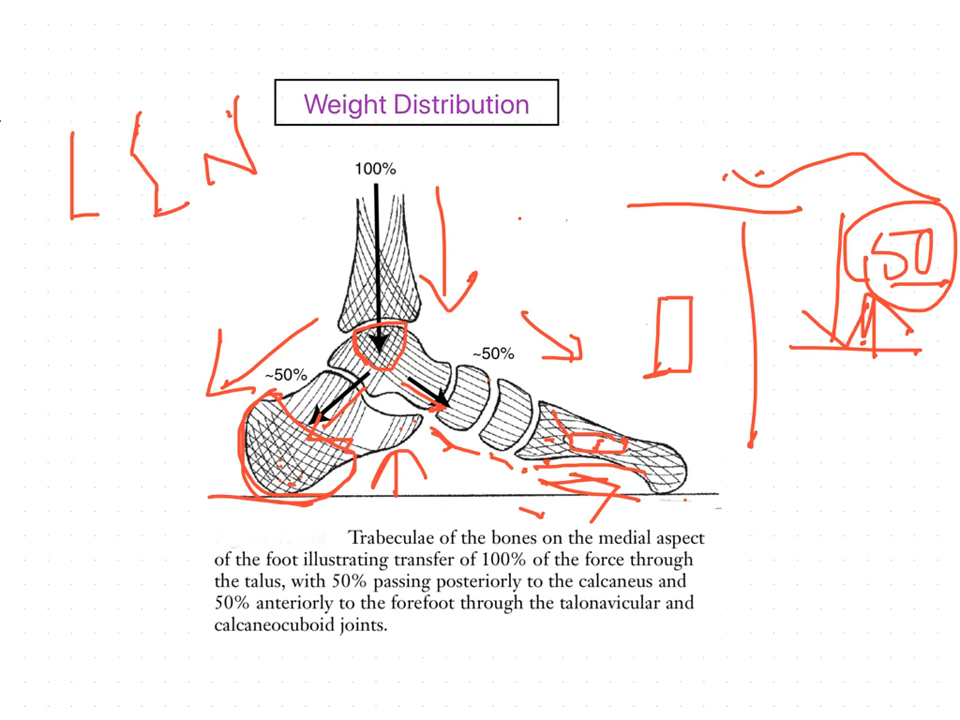 Weight Distribution
100%
~50%
~50%
50
Trabeculae of the bones on the medial aspect
of the foot illustrating transfer of 100% of the force through
the talus, with 50% passing posteriorly to the calcaneus and
50% anteriorly to the forefoot through the talonavicular and
calcaneocuboid joints.